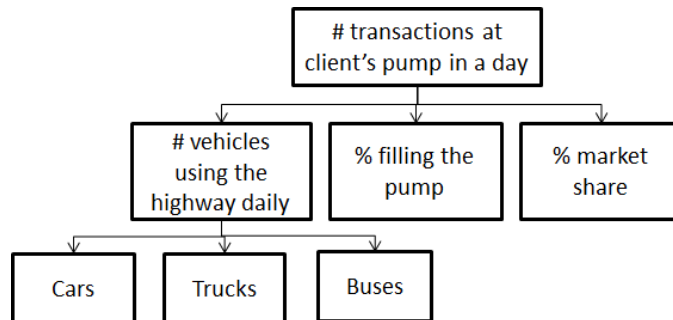 # transactions at
client's pump in a day
# vehicles
using the
highway daily
% filling the
pump
% market
share
Cars
Trucks
Buses